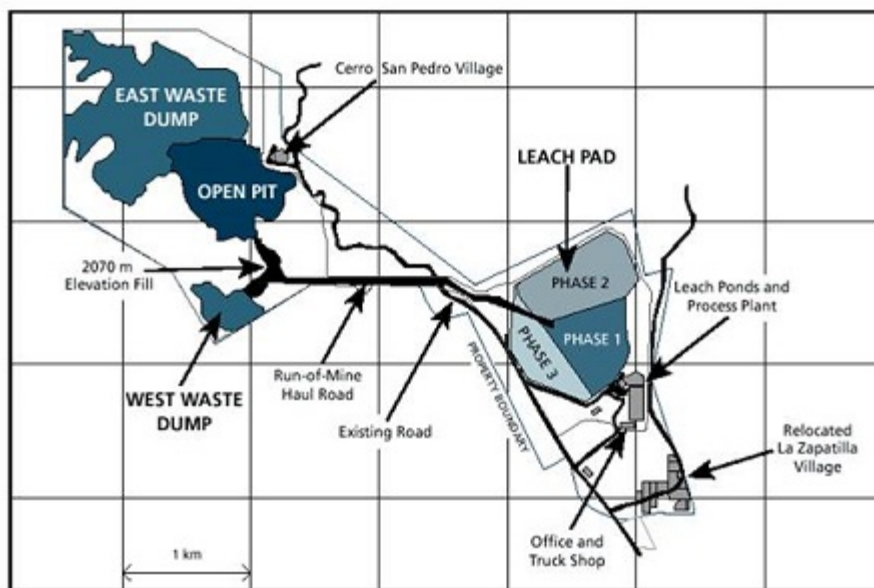 Cerro San Pedro Village
EAST WASTE
DUMP
LEACH PAD
OPEN PIT
2070 m
Elevation Fill
PHASE 2
Leach Ponds and
Process Plant
PHASE 1
PHASE 3
WEST WASTE
DUMP
Run-of-Mine
Haul Road
PROPERTY BOUNDARY
Existing Road
Relocated
La Zapatilla
Village
Office and
Truck Shop
1 km